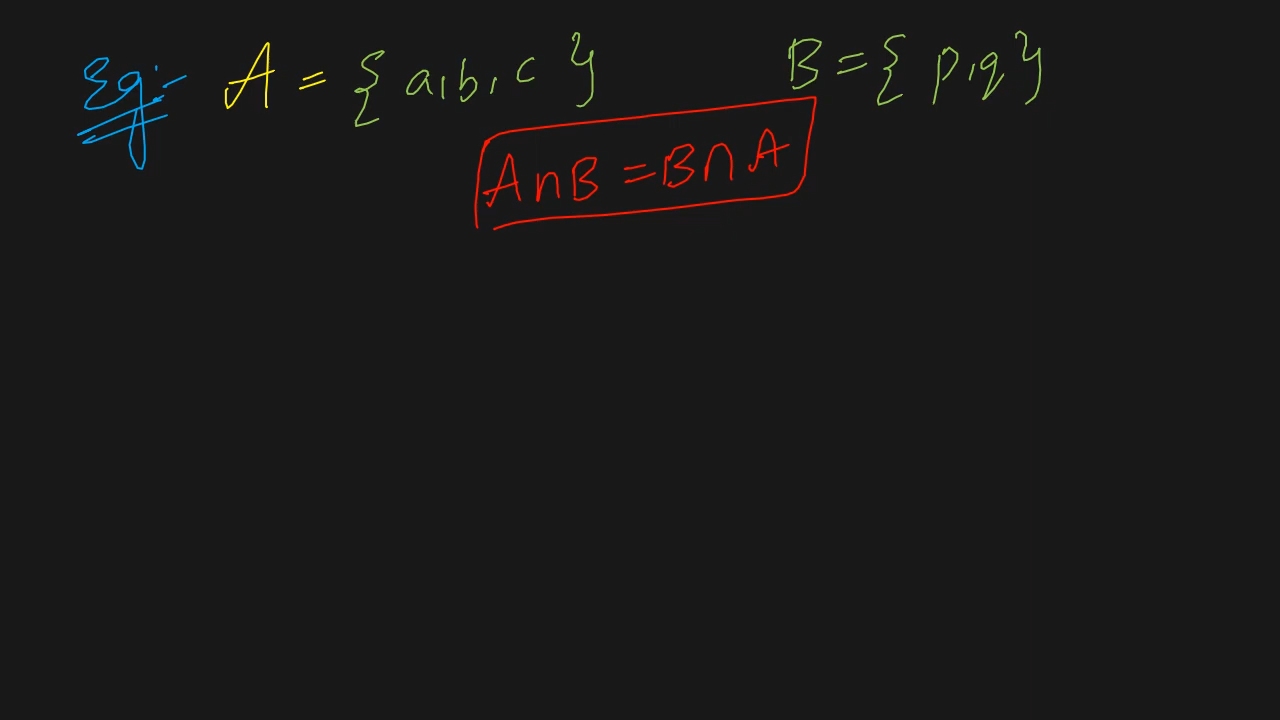 Eg:- A = { a, b, c } B = { p, q }
A∩B = B∩A